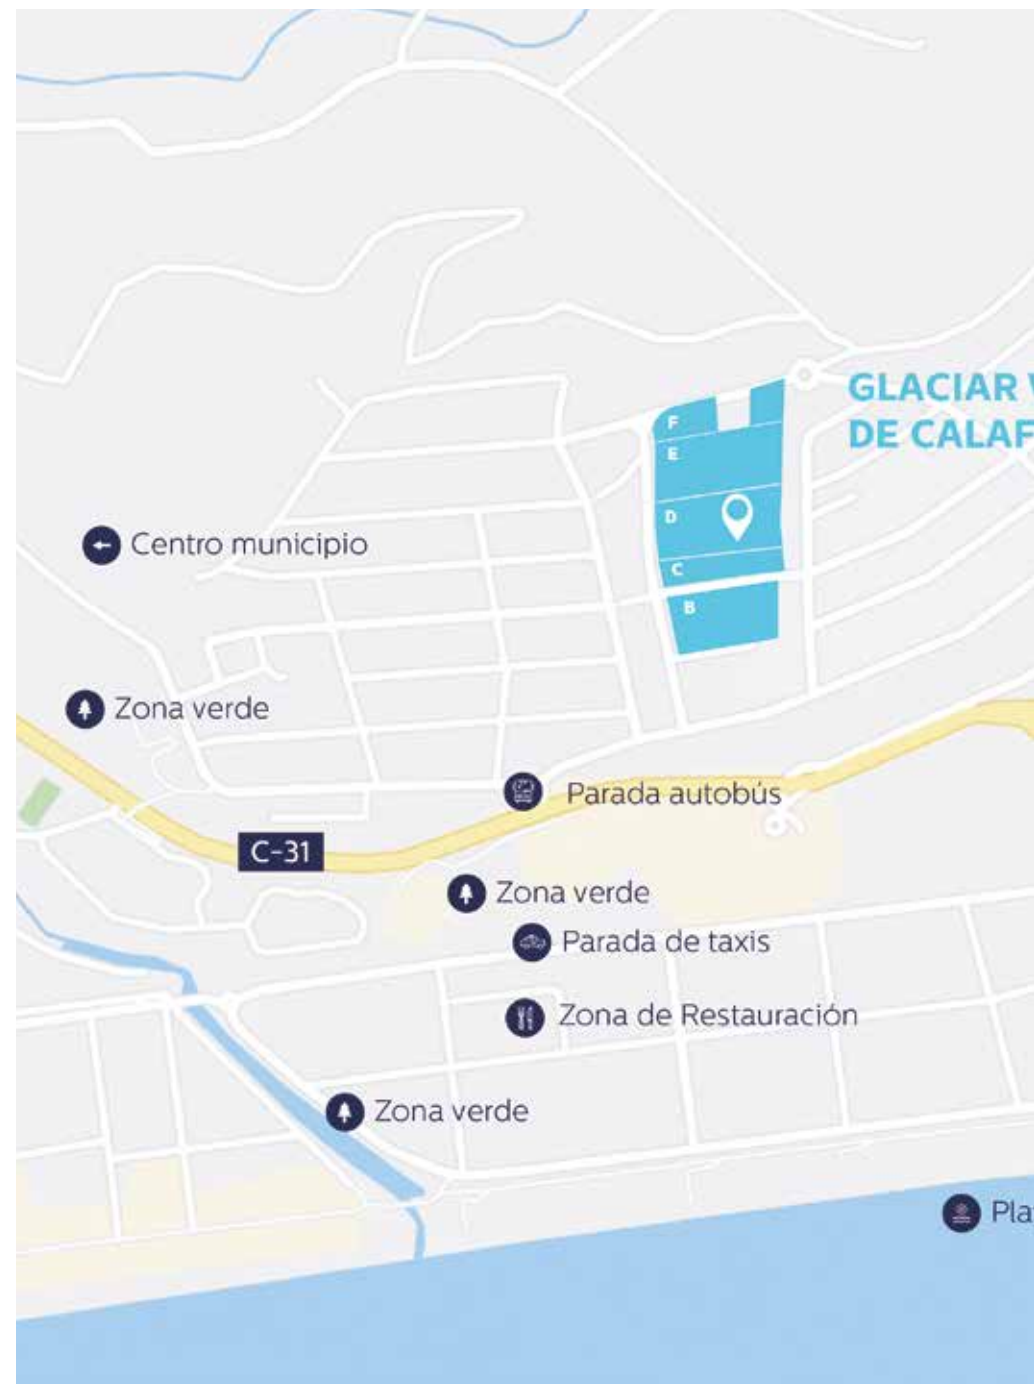 GLACIAR
DE CALAF
F
E
D
C
B
Centro municipio
Zona verde
Parada autobús
C-31
Zona verde
Parada de taxis
Zona de Restauración
Zona verde
Pla